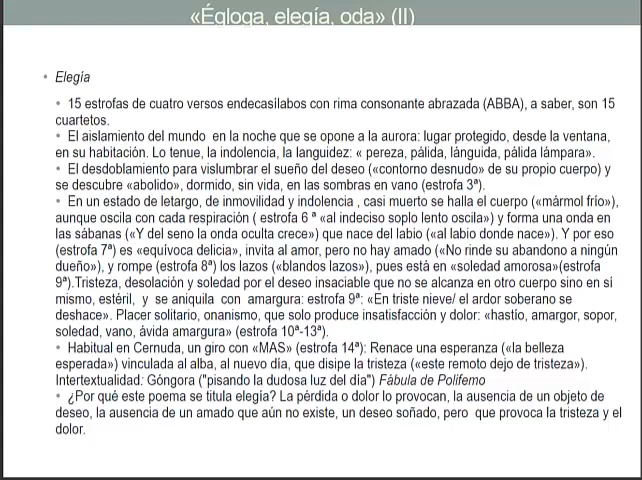 «Égloga, elegía, oda» (II)
• Elegía
• 15 estrofas de cuatro versos endecasílabos con rima consonante abrazada (ABBA), a saber, son 15
cuartetos.
• El aislamiento del mundo en la noche que se opone a la aurora: lugar protegido, desde la ventana,
en su habitación. Lo tenue, la indolencia, la languidez: « pereza, pálida, lánguida, pálida lámpara».
• El desdoblamiento para vislumbrar el sueño del deseo («contorno desnudo» de su propio cuerpo) y
se descubre «abolido», dormido, sin vida, en las sombras en vano (estrofa 3ª).
• En un estado de letargo, de inmovilidad y indolencia , casi muerto se halla el cuerpo («mármol frío»),
aunque oscila con cada respiración ( estrofa 6 ª «al indeciso soplo lento oscila») y forma una onda en
las sábanas («Y del seno la onda oculta crece») que nace del labio («al labio donde nace»). Y por eso
(estrofa 7ª) es «equívoca delicia», invita al amor, pero no hay amado («No rinde su abandono a ningún
dueño»), y rompe (estrofa 8ª) los lazos («blandos lazos»), pues está en «soledad amorosa»(estrofa
9ª).Tristeza, desolación y soledad por el deseo insaciable que no se alcanza en otro cuerpo sino en sí
mismo, estéril, y se aniquila con amargura: estrofa 9ª: «En triste nieve/ el ardor soberano se
deshace». Placer solitario, onanismo, que solo produce insatisfacción y dolor: «hastío, amargor, sopor,
soledad, vano, ávida amargura» (estrofa 10ª-13ª).
• Habitual en Cernuda, un giro con «MAS» (estrofa 14ª): Renace una esperanza («la belleza
esperada») vinculada al alba, al nuevo día, que disipe la tristeza («este remoto dejo de tristeza»).
Intertextualidad: Góngora ("pisando la dudosa luz del día") Fábula de Polifemo
• ¿Por qué este poema se titula elegía? La pérdida o dolor lo provocan, la ausencia de un objeto de
deseo, la ausencia de un amado que aún no existe, un deseo soñado, pero que provoca la tristeza y el
dolor.